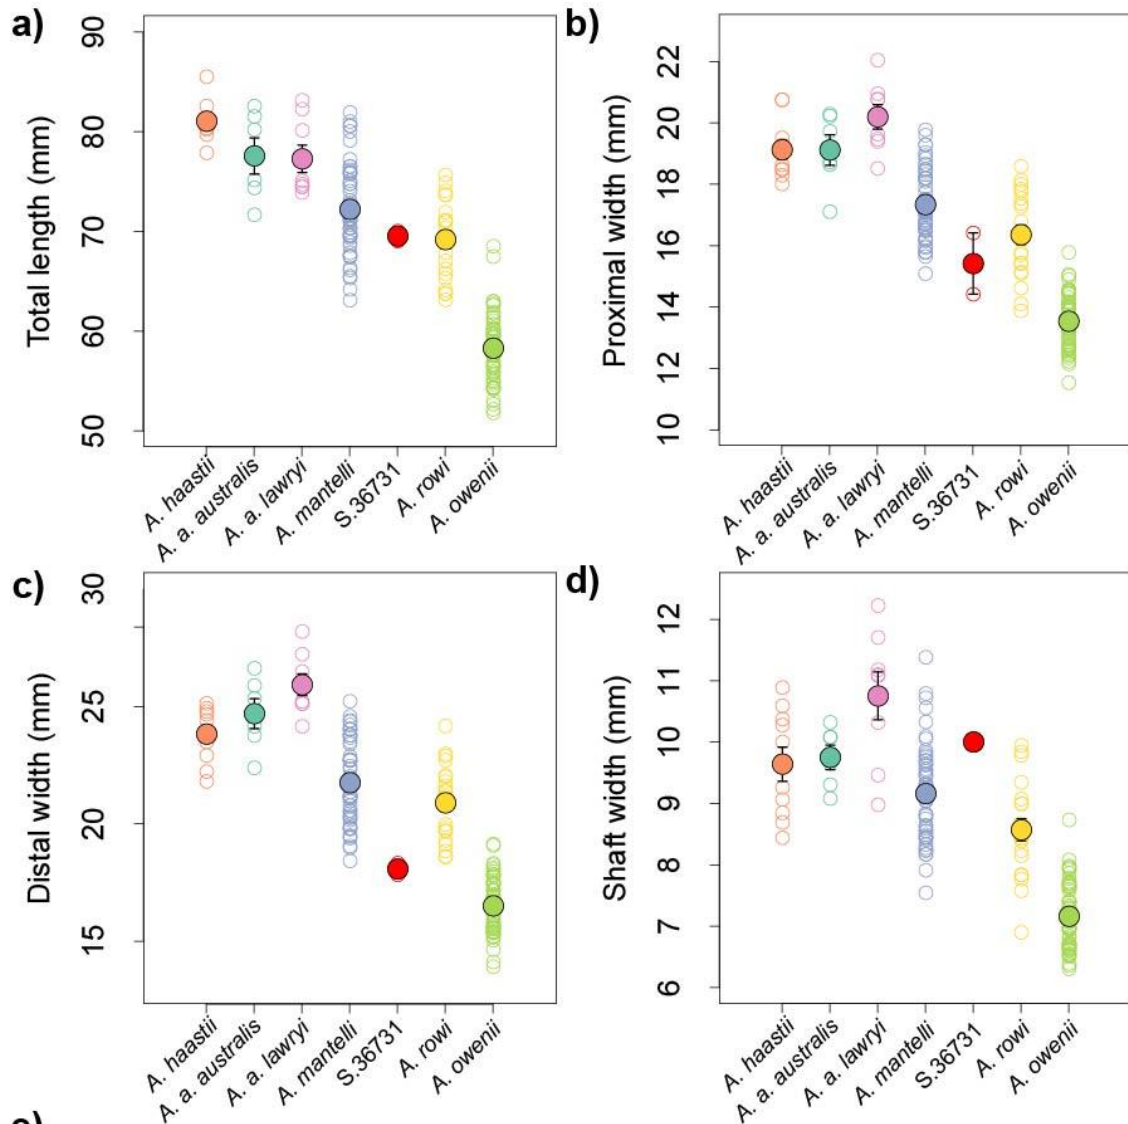 a)
Total length (mm)
90
80
70
60
50
A. haastii
A. a. australis
A. a. lawryi
A. mantelli
S.36731
A. rowi
A. owenii
b)
Proximal width (mm)
22
20
18
16
14
12
10
A. haastii
A. a. australis
A. a. lawryi
A. mantelli
S.36731
A. rowi
A. owenii
c)
Distal width (mm)
30
25
20
15
A. haastii
A. a. australis
A. a. lawryi
A. mantelli
S.36731
A. rowi
A. owenii
d)
Shaft width (mm)
12
11
10
9
8
7
6
A. haastii
A. a. australis
A. a. lawryi
A. mantelli
S.36731
A. rowi
A. owenii